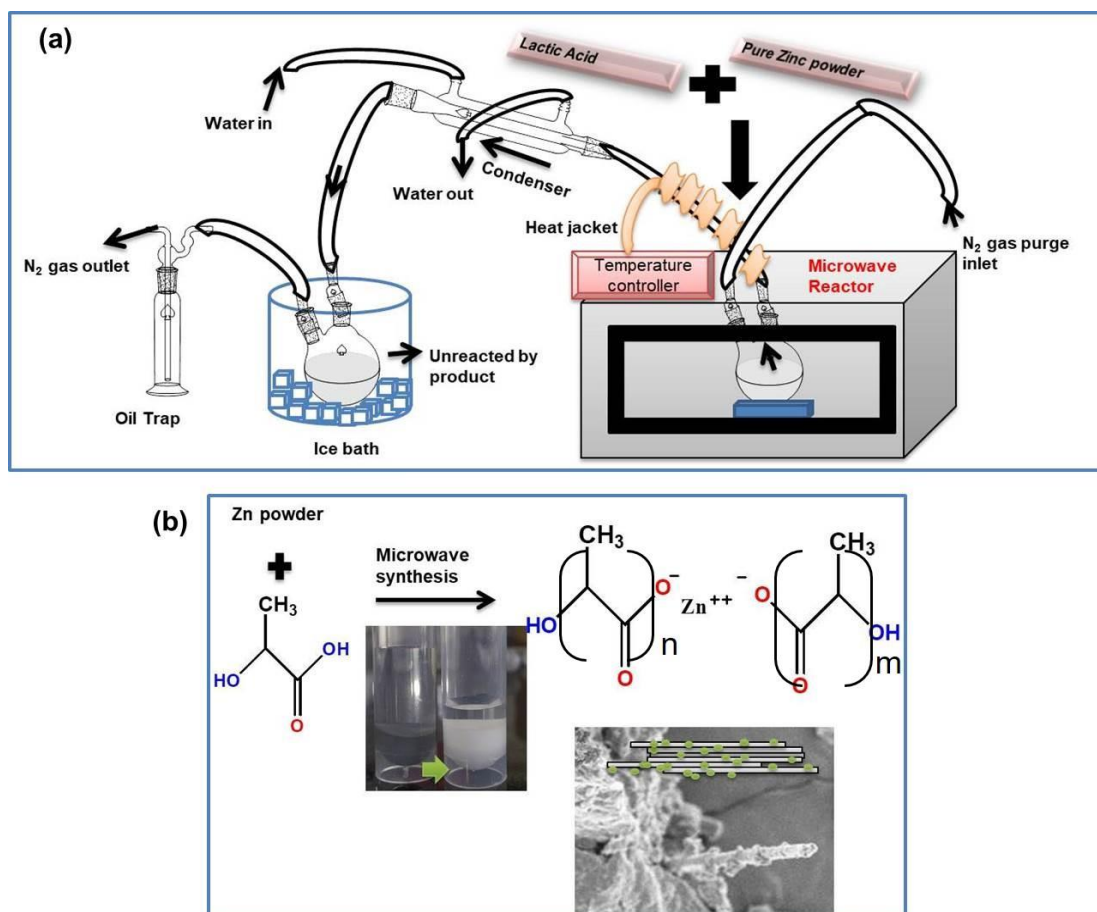 (a)
Lactic Acid
Pure Zinc powder
Water in
Water out
Condenser
Heat jacket
N₂ gas outlet
N₂ gas purge
inlet
Temperature
controller
Microwave
Reactor
Unreacted by
product
Oil Trap
Ice bath
(b)
Zn powder
Microwave
synthesis
CH₃
OH
HO
O
CH₃
O⁻
HO
O
n
Zn⁺⁺
CH₃
⁻O
OH
O
m